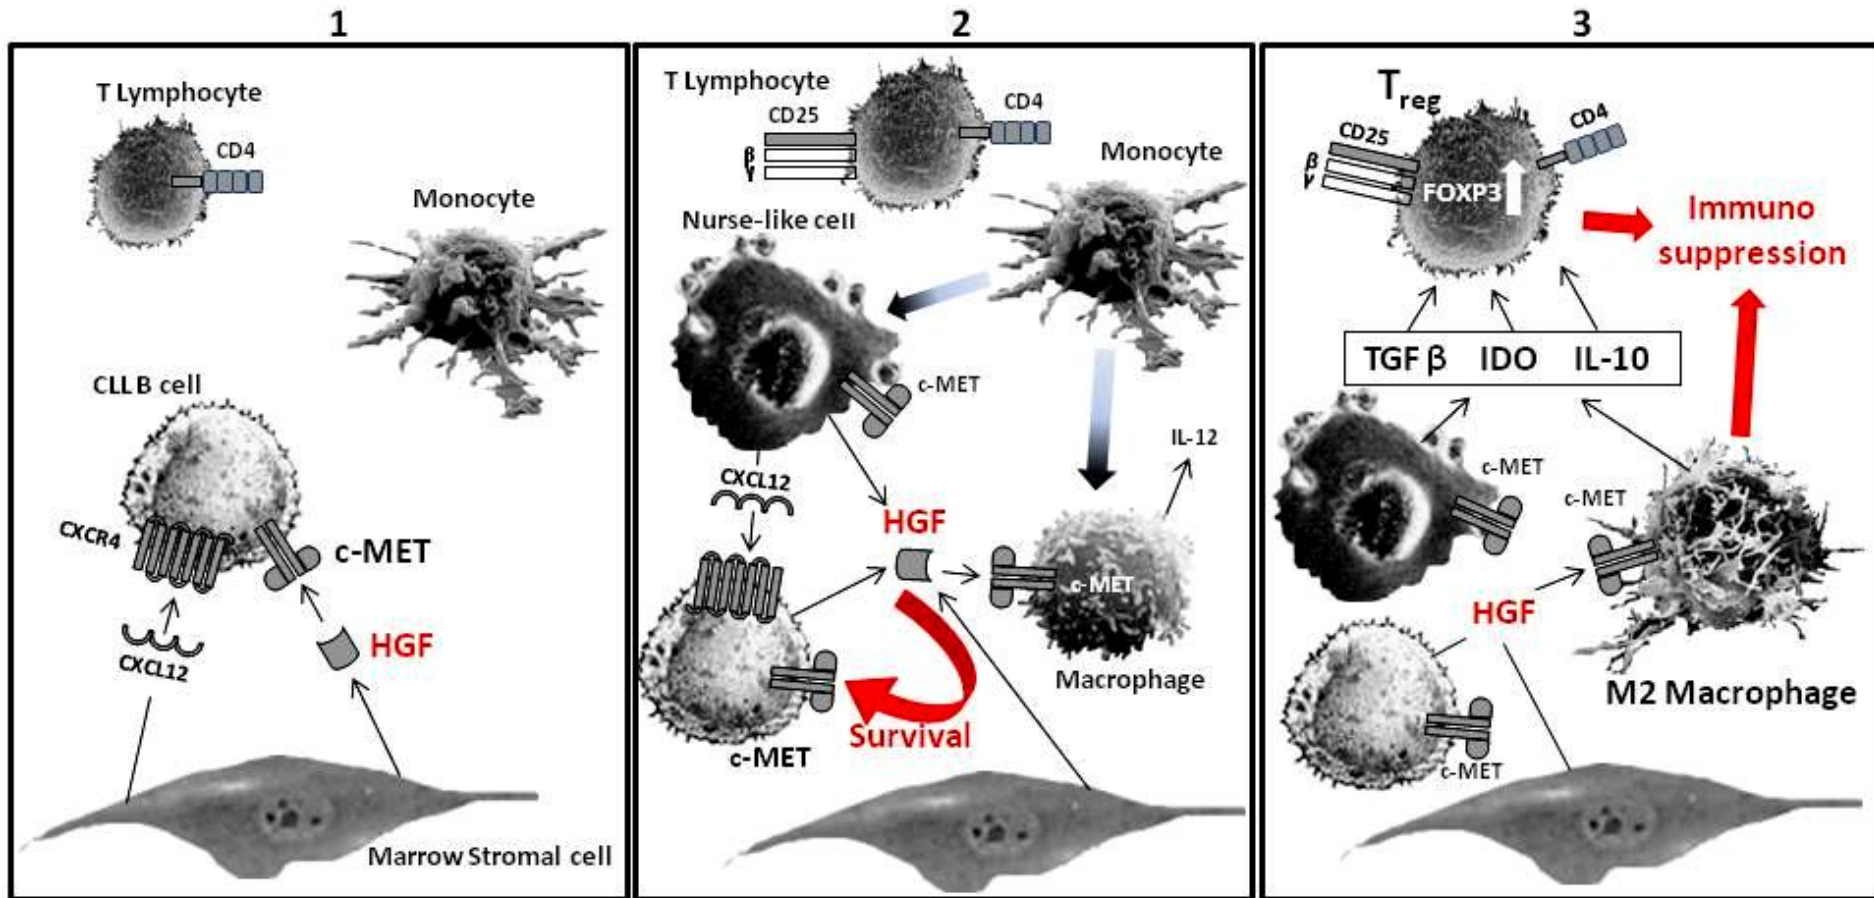 1
T Lymphocyte
CD4
Monocyte
CLL B cell
CXCR4
c-MET
HGF
CXCL12
Marrow Stromal cell
2
T Lymphocyte
CD25
CD4
β
γ
Monocyte
Nurse-like cell
c-MET
IL-12
CXCL12
HGF
c-MET
Macrophage
Survival
c-MET
3
Treg
CD25
CD4
β
γ
FOXP3
Immuno
suppression
TGF β IDO IL-10
c-MET
c-MET
HGF
M2 Macrophage
c-MET